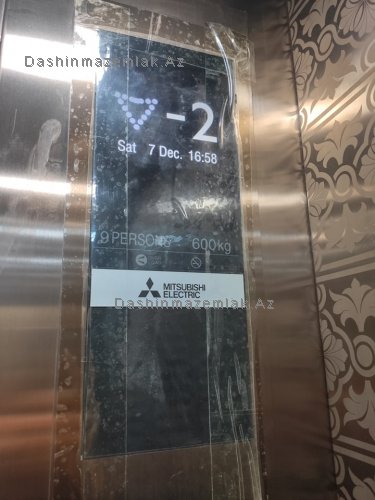 Dashinmazemlak.Az
-2
Sat 7 Dec. 16:58
9 PERSONS 600kg
MITSUBISHI
ELECTRIC
Dashinmazemlak.Az